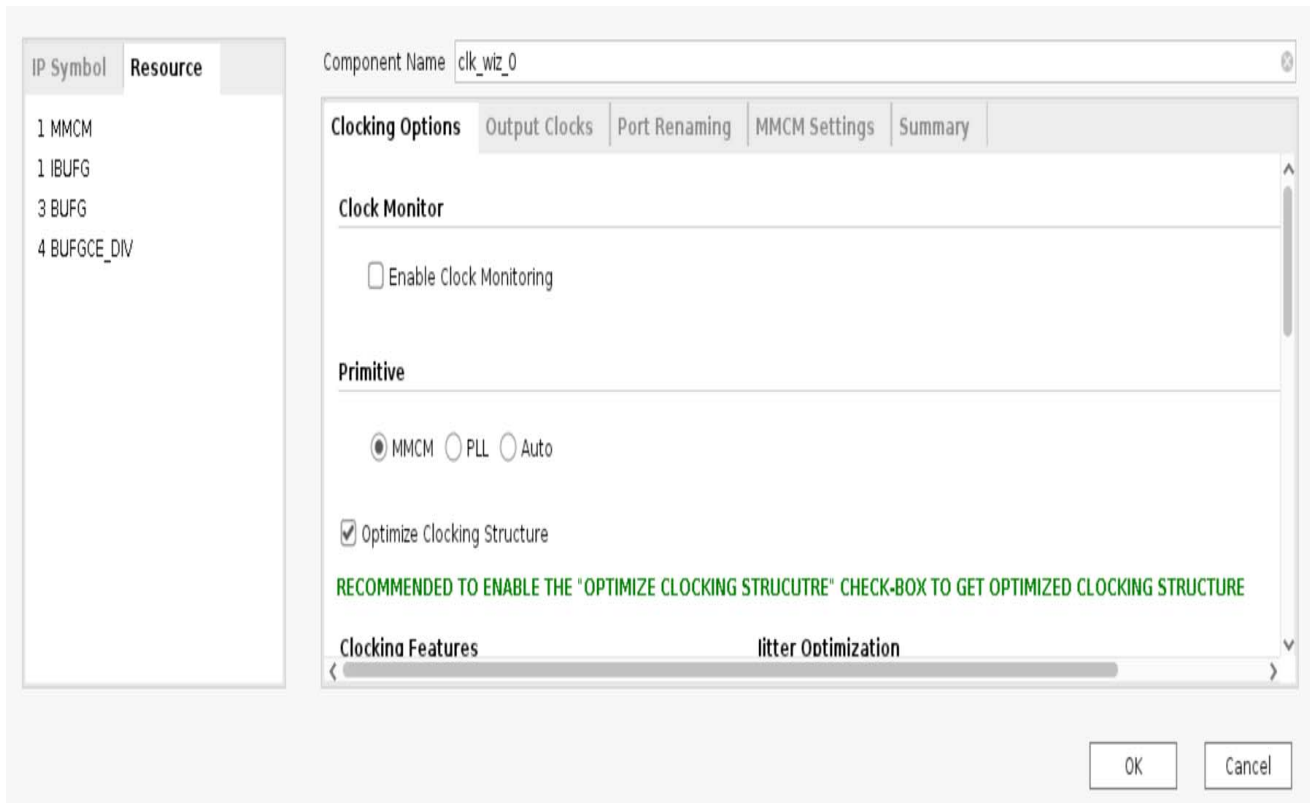 IP Symbol Resource
1 MMCM
1 IBUFG
3 BUFG
4 BUFGCE_DIV
Component Name clk_wiz_0
Clocking Options Output Clocks Port Renaming MMCM Settings Summary
Clock Monitor
Enable Clock Monitoring
Primitive
MMCM PLL Auto
Optimize Clocking Structure
RECOMMENDED TO ENABLE THE "OPTIMIZE CLOCKING STRUCUTRE" CHECK-BOX TO GET OPTIMIZED CLOCKING STRUCTURE
Clocking Features Jitter Optimization
OK Cancel